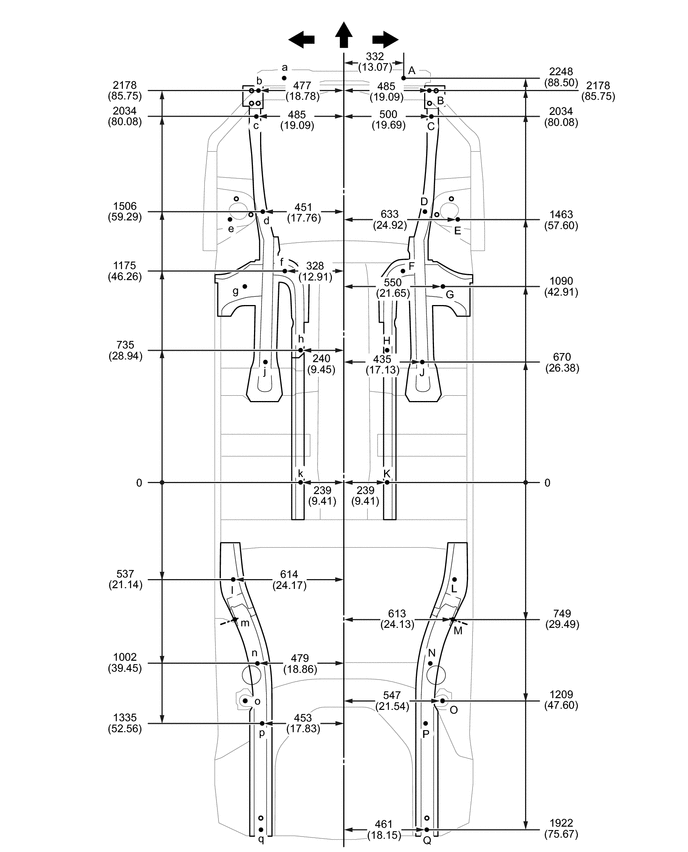 332
(13.07)
a
A
2248
(88.50)
2178
(85.75)
b
477
(18.78)
485
(19.09)
B
2178
(85.75)
2034
(80.08)
c
485
(19.09)
500
(19.69)
C
2034
(80.08)
1506
(59.29)
d
451
(17.76)
D
e
633
(24.92)
E
1463
(57.60)
1175
(46.26)
f
328
(12.91)
F
g
550
(21.65)
G
1090
(42.91)
735
(28.94)
h
240
(9.45)
H
j
435
(17.13)
J
670
(26.38)
0
k
239
(9.41)
239
(9.41)
K
0
537
(21.14)
l
614
(24.17)
L
m
613
(24.13)
M
749
(29.49)
1002
(39.45)
n
479
(18.86)
N
o
547
(21.54)
O
1209
(47.60)
1335
(52.56)
p
453
(17.83)
P
q
461
(18.15)
Q
1922
(75.67)